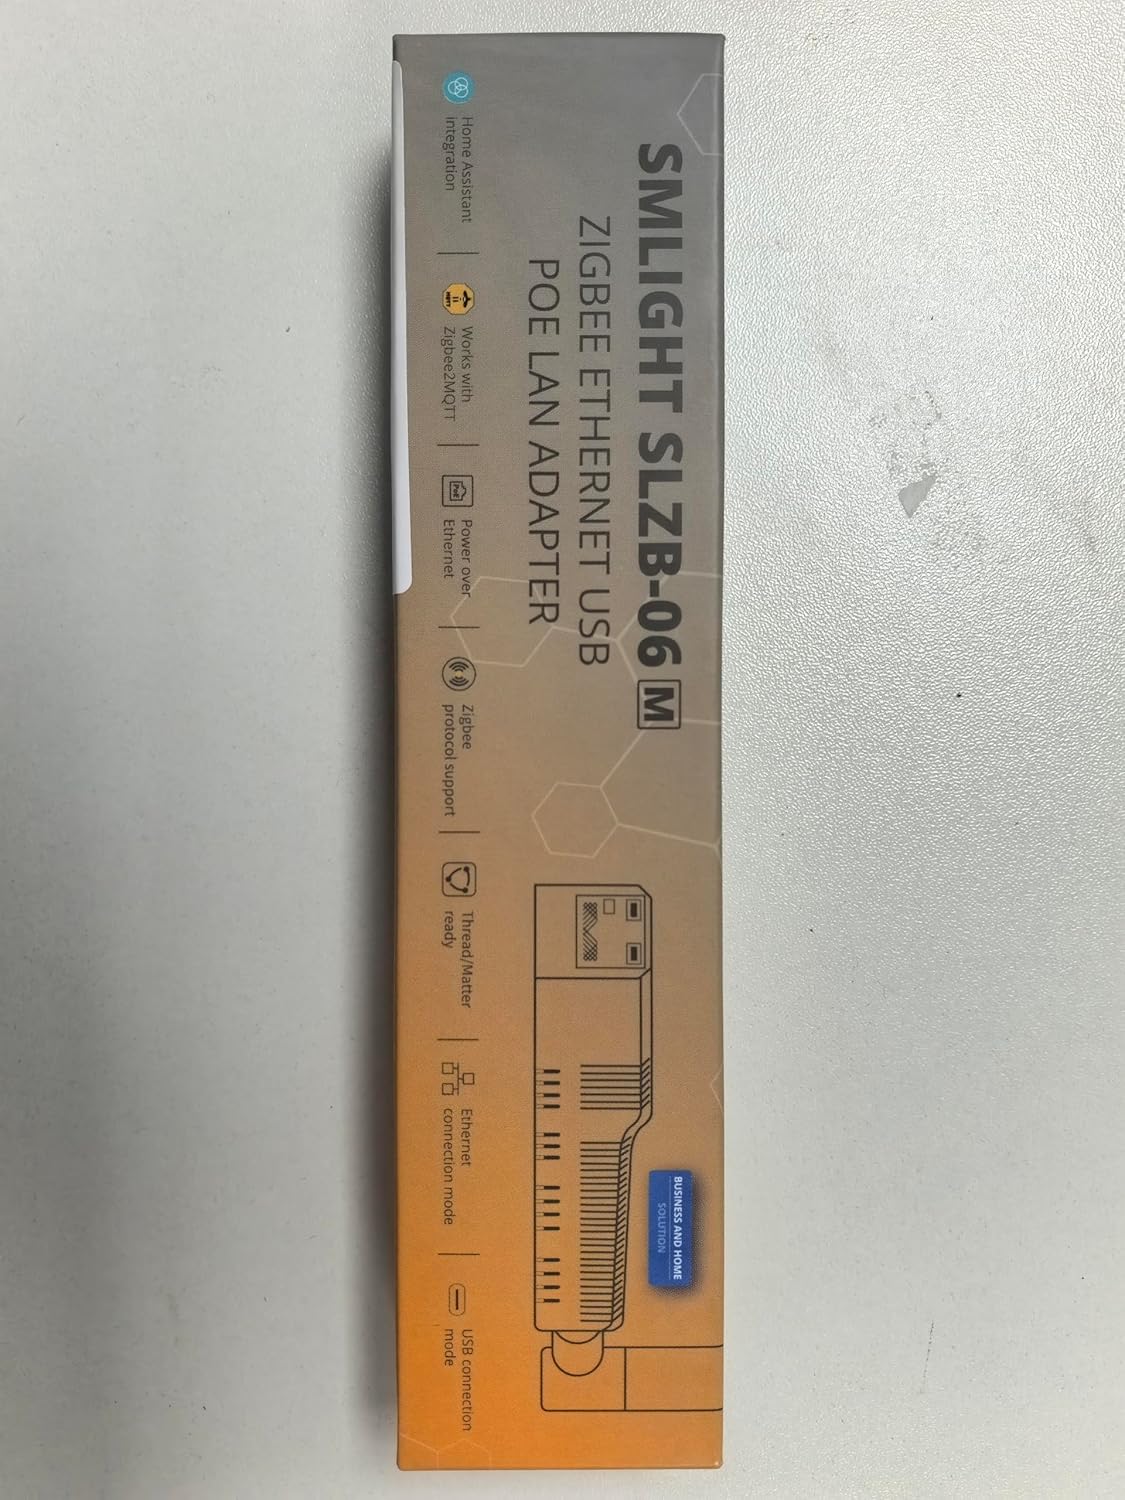 SMLIGHT SLZB-06 M
ZIGBEE ETHERNET USB
POE LAN ADAPTER
BUSINESS AND HOME
SOLUTION
Home Assistant
integration
Works with
Zigbee2MQTT
PoE
Power over
Ethernet
Zigbee
protocol support
Thread/Matter
ready
Ethernet
connection mode
USB connection
mode